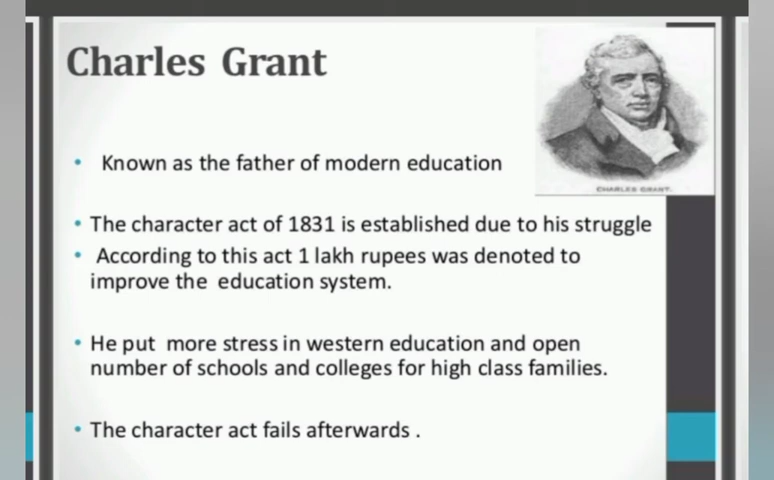 Charles Grant
CHARLES GRANT.
• Known as the father of modern education
• The character act of 1831 is established due to his struggle
• According to this act 1 lakh rupees was denoted to
improve the education system.
• He put more stress in western education and open
number of schools and colleges for high class families.
• The character act fails afterwards .